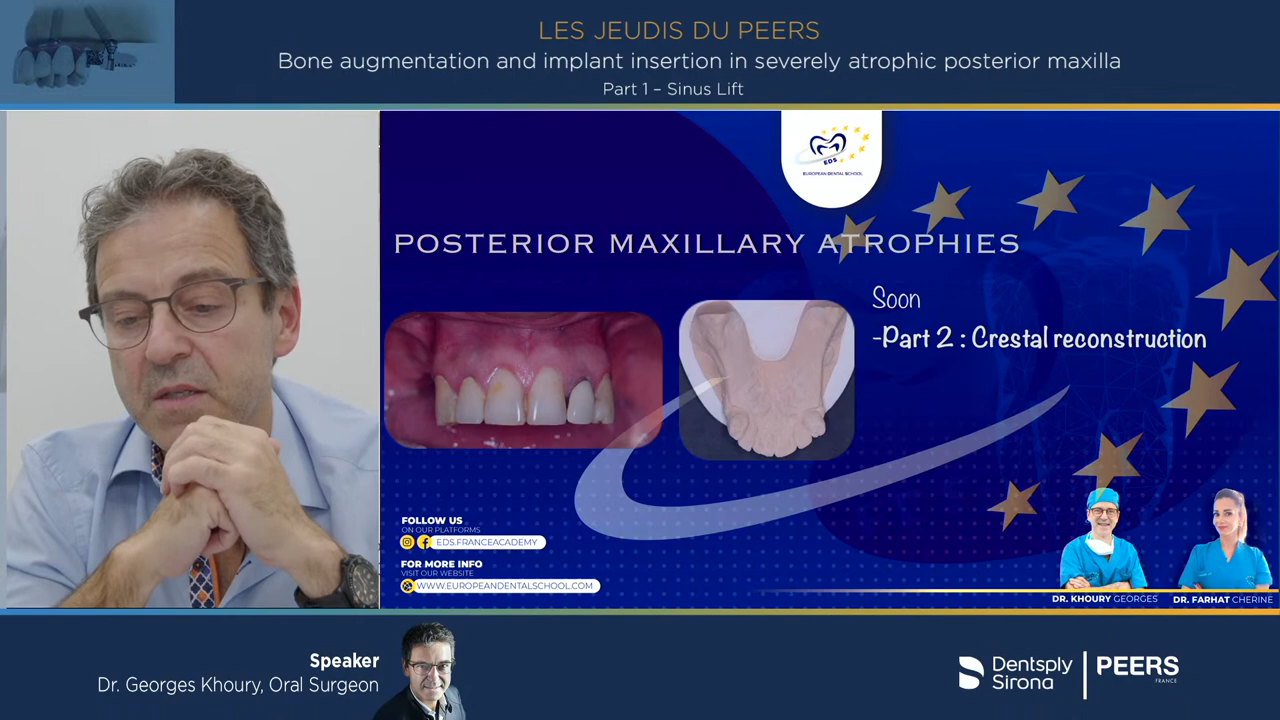 LES JEUDIS DU PEERS
Bone augmentation and implant insertion in severely atrophic posterior maxilla
Part 1 – Sinus Lift
EDS
EUROPEAN DENTAL SCHOOL
POSTERIOR MAXILLARY ATROPHIES
Soon
-Part 2 : Crestal reconstruction
FOLLOW US
ON OUR PLATFORMS
EDS.FRANCEACADEMY
FOR MORE INFO
VISIT OUR WEBSITE
WWW.EUROPEANDENTALSCHOOL.COM
DR. KHOURY GEORGES
DR. FARHAT CHERINE
Speaker
Dr. Georges Khoury, Oral Surgeon
Dentsply
Sirona
PEERS
FRANCE